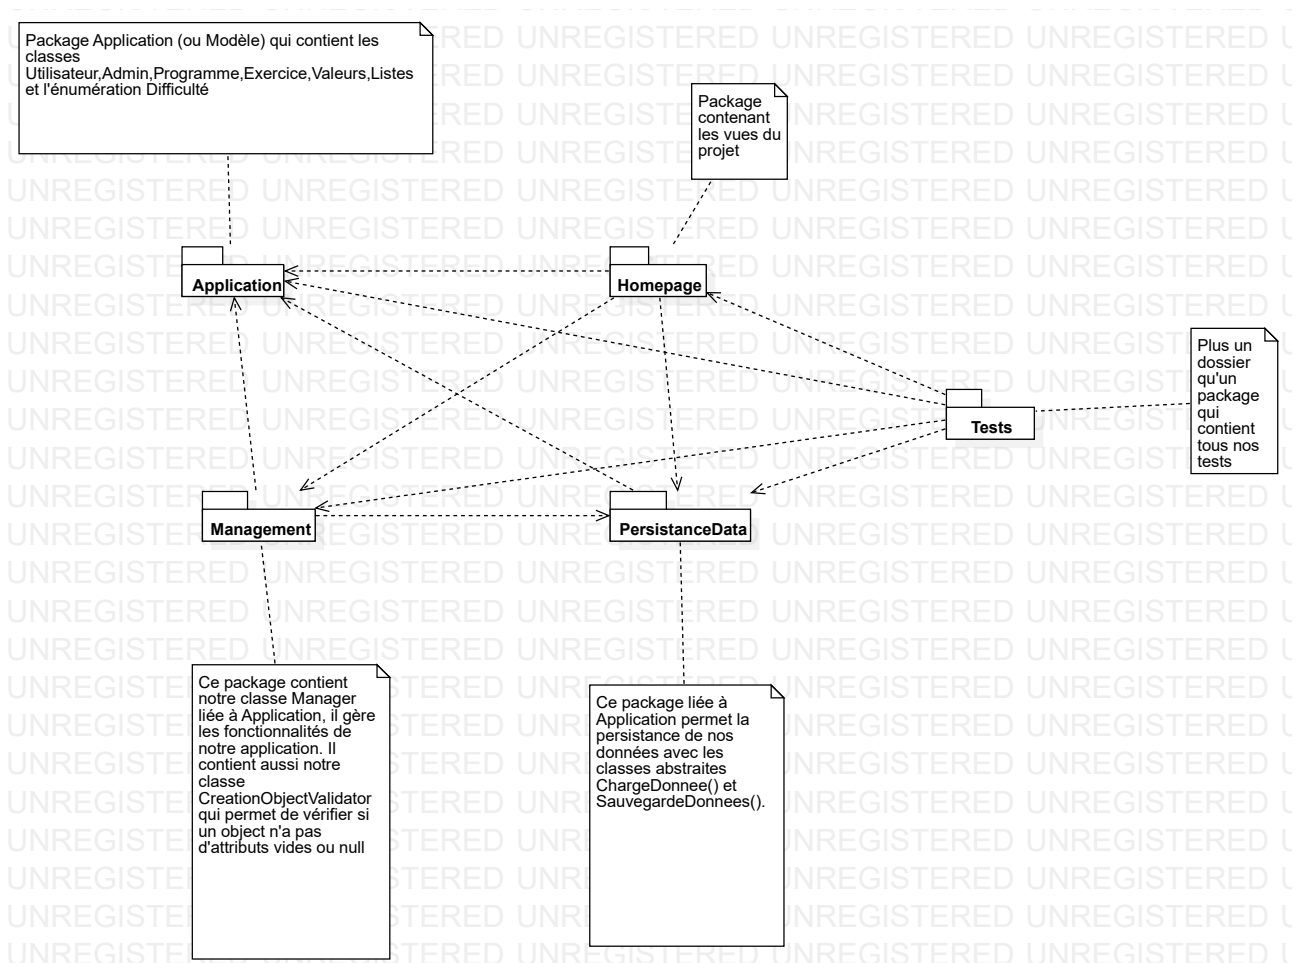 Package Application (ou Modèle) qui contient les
classes
Utilisateur,Admin,Programme,Exercice,Valeurs,Listes
et l'énumération Difficulté
Package
contenant
les vues du
projet
Application
Homepage
Plus un
dossier
qu'un
package
qui
contient
tous nos
tests
Tests
Management
PersistanceData
Ce package contient
notre classe Manager
liée à Application, il gère
les fonctionnalités de
notre application. Il
contient aussi notre
classe
CreationObjectValidator
qui permet de vérifier si
un object n'a pas
d'attributs vides ou null
Ce package liée à
Application permet la
persistance de nos
données avec les
classes abstraites
ChargeDonnee() et
SauvegardeDonnees().
UNREGISTERED